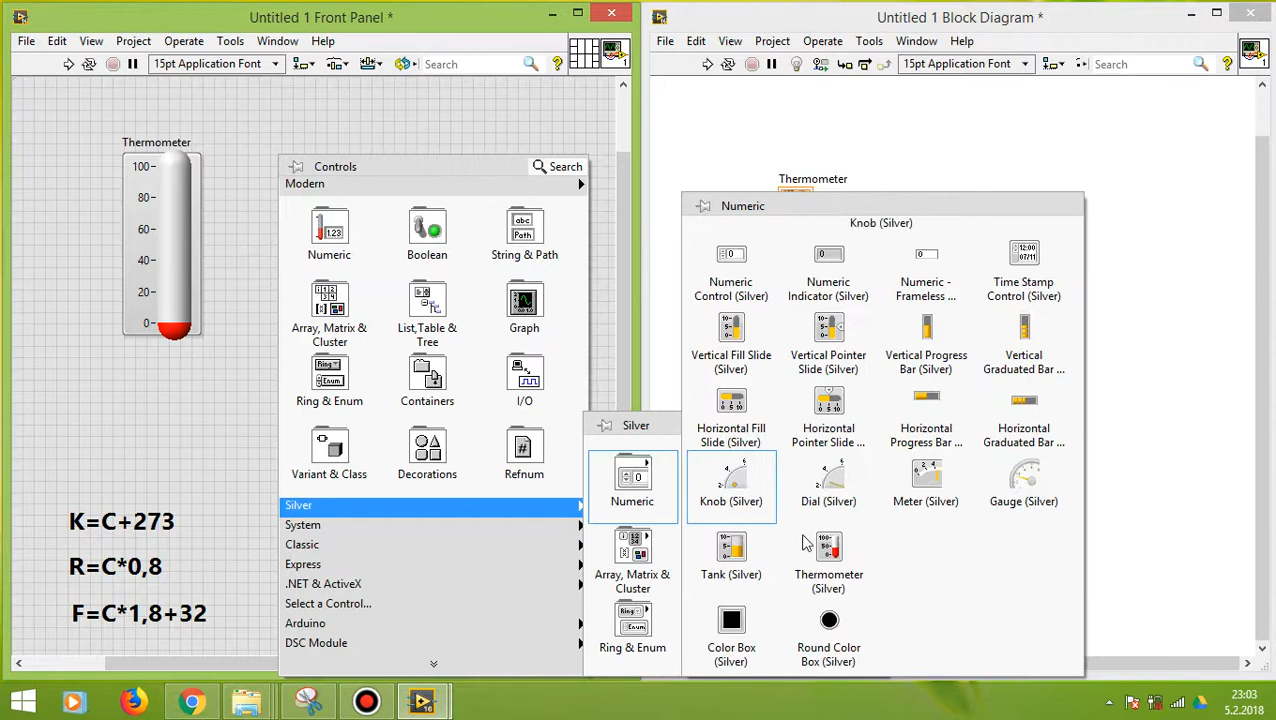 Untitled 1 Front Panel *
File Edit View Project Operate Tools Window Help
15pt Application Font
Search
Thermometer
100
80
60
40
20
0
K=C+273
R=C*0,8
F=C*1,8+32
Controls
Search
Modern
Numeric
Boolean
String & Path
Array, Matrix &
Cluster
List,Table &
Tree
Graph
Ring & Enum
Containers
I/O
Variant & Class
Decorations
Refnum
Silver
System
Classic
Express
.NET & ActiveX
Select a Control...
Arduino
DSC Module
Silver
Numeric
Array, Matrix &
Cluster
Ring & Enum
Untitled 1 Block Diagram *
File Edit View Project Operate Tools Window Help
15pt Application Font
Search
Thermometer
Numeric
Knob (Silver)
Numeric
Control (Silver)
Numeric
Indicator (Silver)
Numeric -
Frameless ...
Time Stamp
Control (Silver)
Vertical Fill Slide
(Silver)
Vertical Pointer
Slide (Silver)
Vertical Progress
Bar (Silver)
Vertical
Graduated Bar ...
Horizontal Fill
Slide (Silver)
Horizontal
Pointer Slide ...
Horizontal
Progress Bar ...
Horizontal
Graduated Bar ...
Knob (Silver)
Dial (Silver)
Meter (Silver)
Gauge (Silver)
Tank (Silver)
Thermometer
(Silver)
Color Box
(Silver)
Round Color
Box (Silver)
23:03
5.2.2018